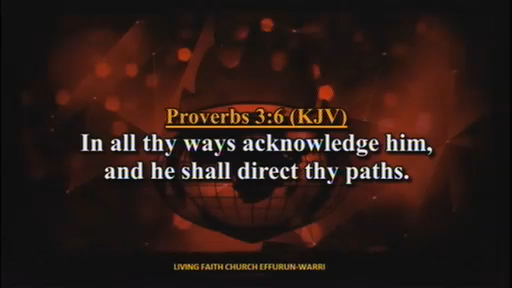 Proverbs 3:6 (KJV)
In all thy ways acknowledge him,
and he shall direct thy paths.
LIVING FAITH CHURCH EFFURUN-WARRI